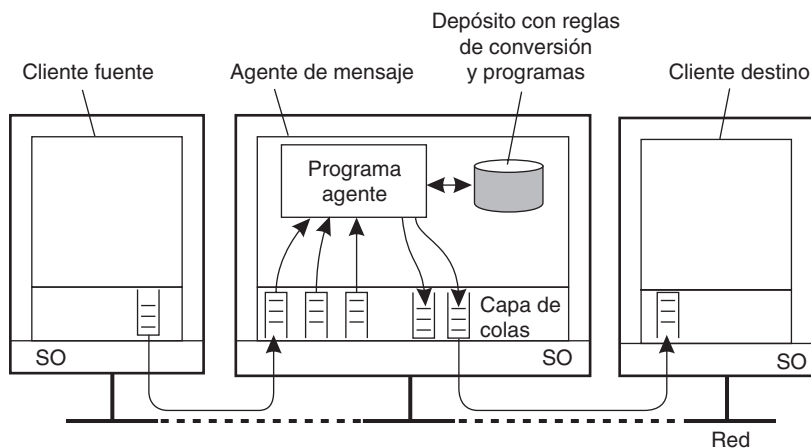 Depósito con reglas
de conversión
y programas
Cliente fuente
Agente de mensaje
Cliente destino
Programa
agente
Capa de
colas
SO
SO
SO
Red